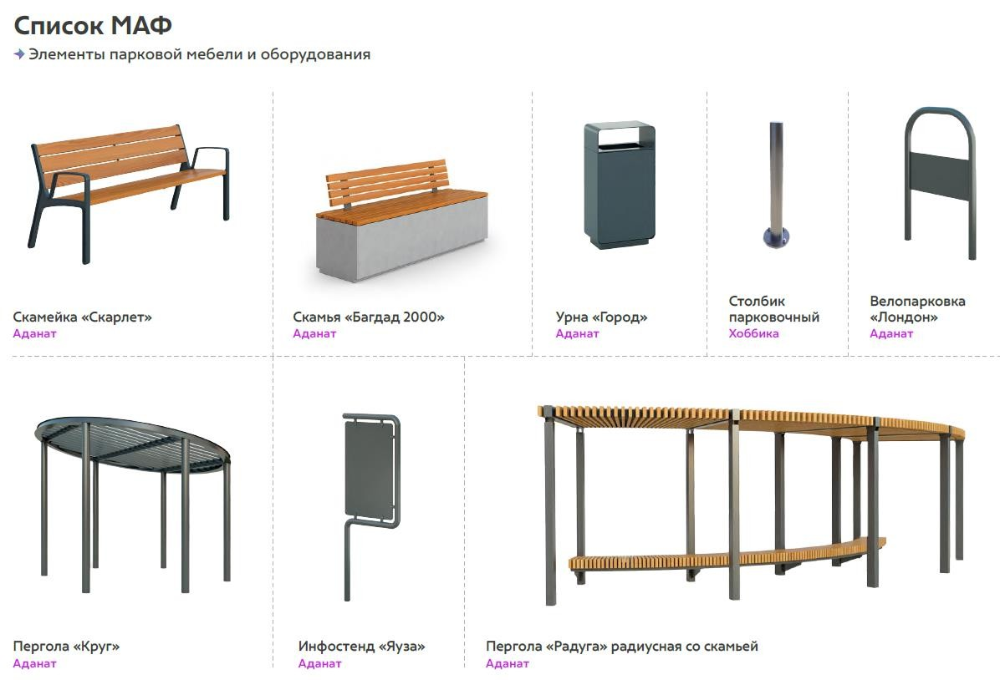 Список МАФ
Элементы парковой мебели и оборудования
Скамейка «Скарлет»
Аданат
Скамья «Багдад 2000»
Аданат
Урна «Город»
Аданат
Столбик
парковочный
Хоббика
Велопарковка
«Лондон»
Аданат
Пергола «Круг»
Аданат
Инфостенд «Яуза»
Аданат
Пергола «Радуга» радиусная со скамьей
Аданат